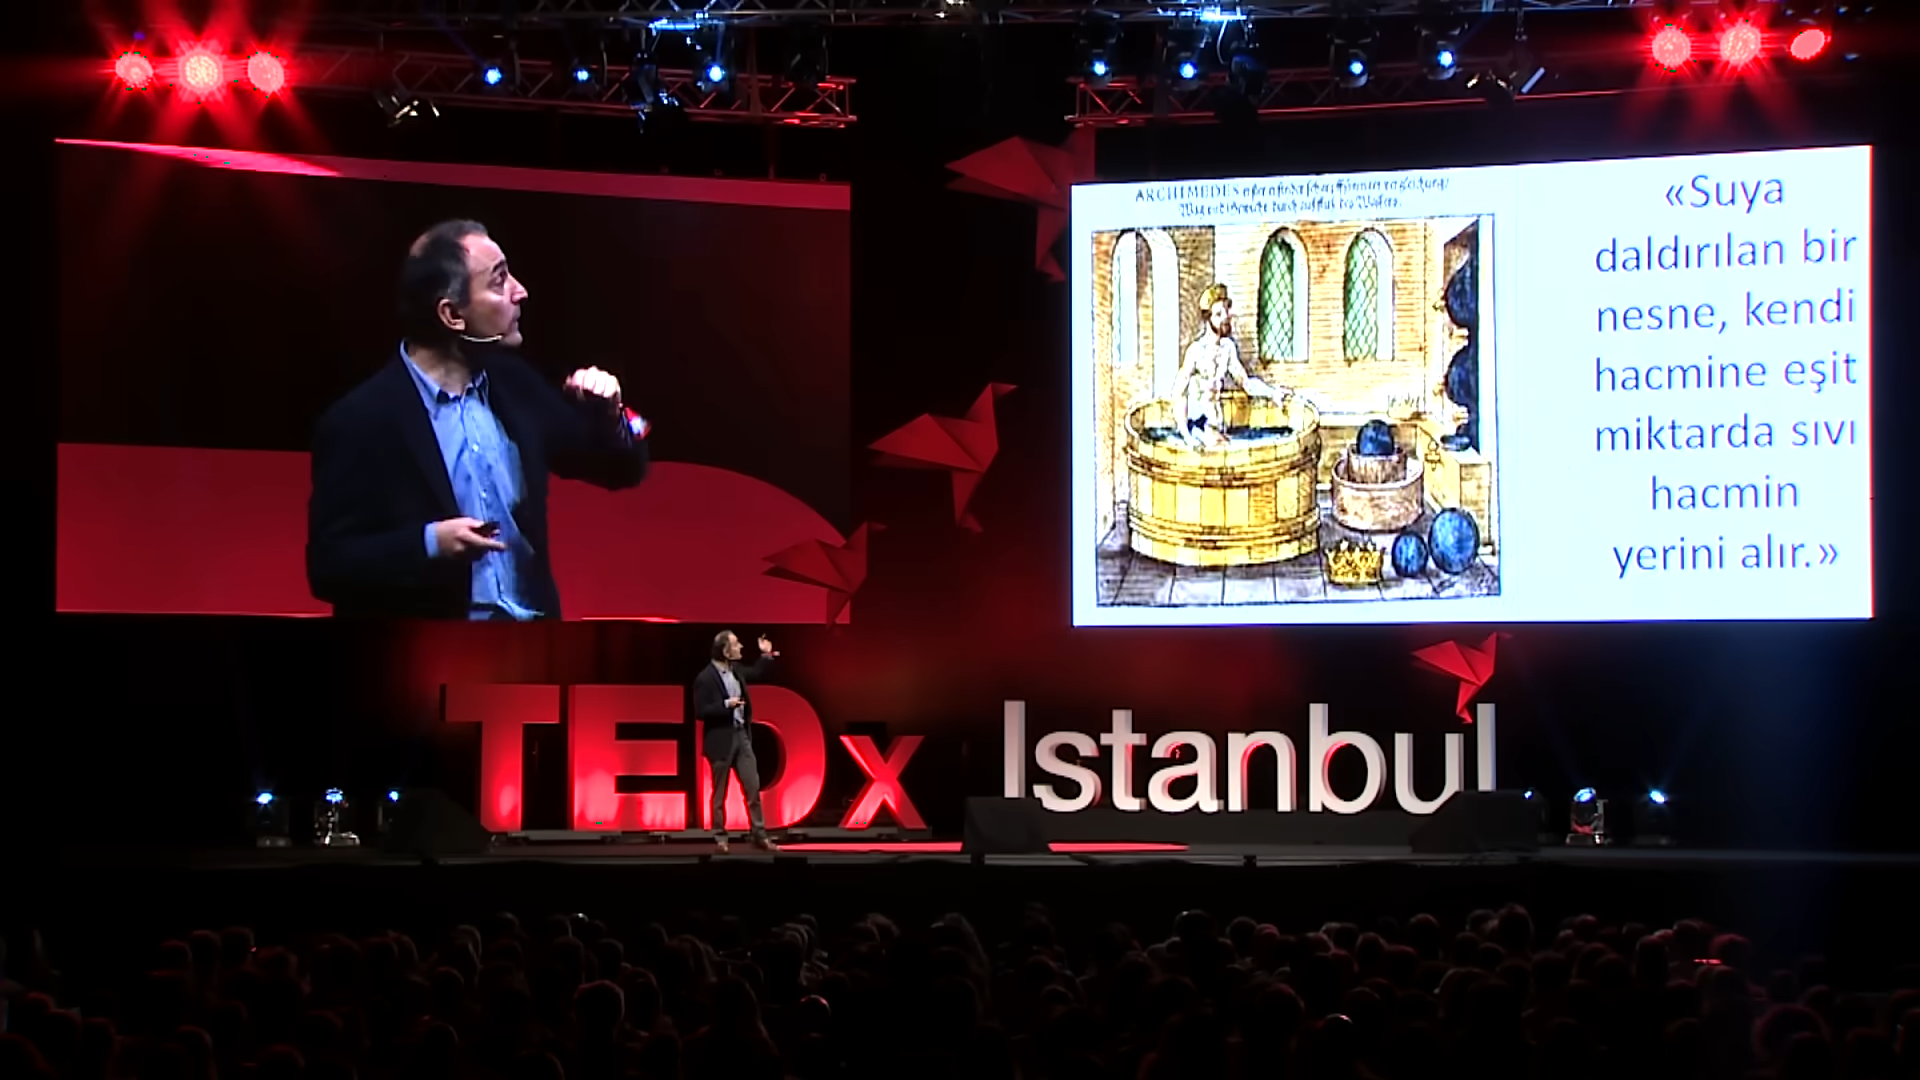 ARCHIMEDES
«Suya
daldırılan bir
nesne, kendi
hacmine eşit
miktarda sıvı
hacmin
yerini alır.»
TEDx Istanbul